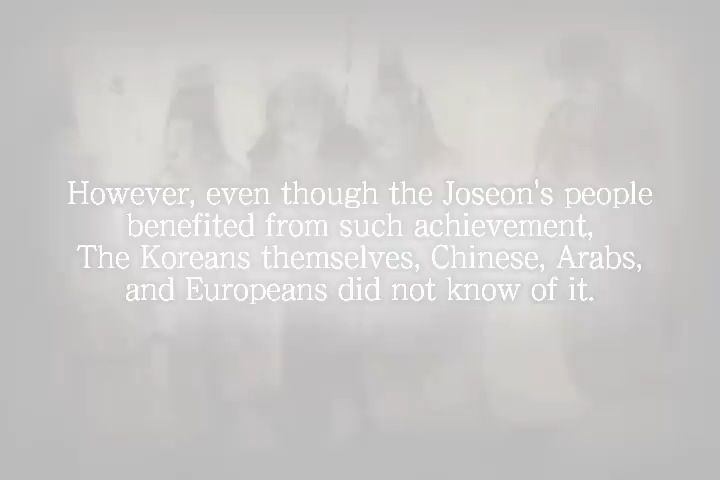 However, even though the Joseon's people
benefited from such achievement,
The Koreans themselves, Chinese, Arabs,
and Europeans did not know of it.